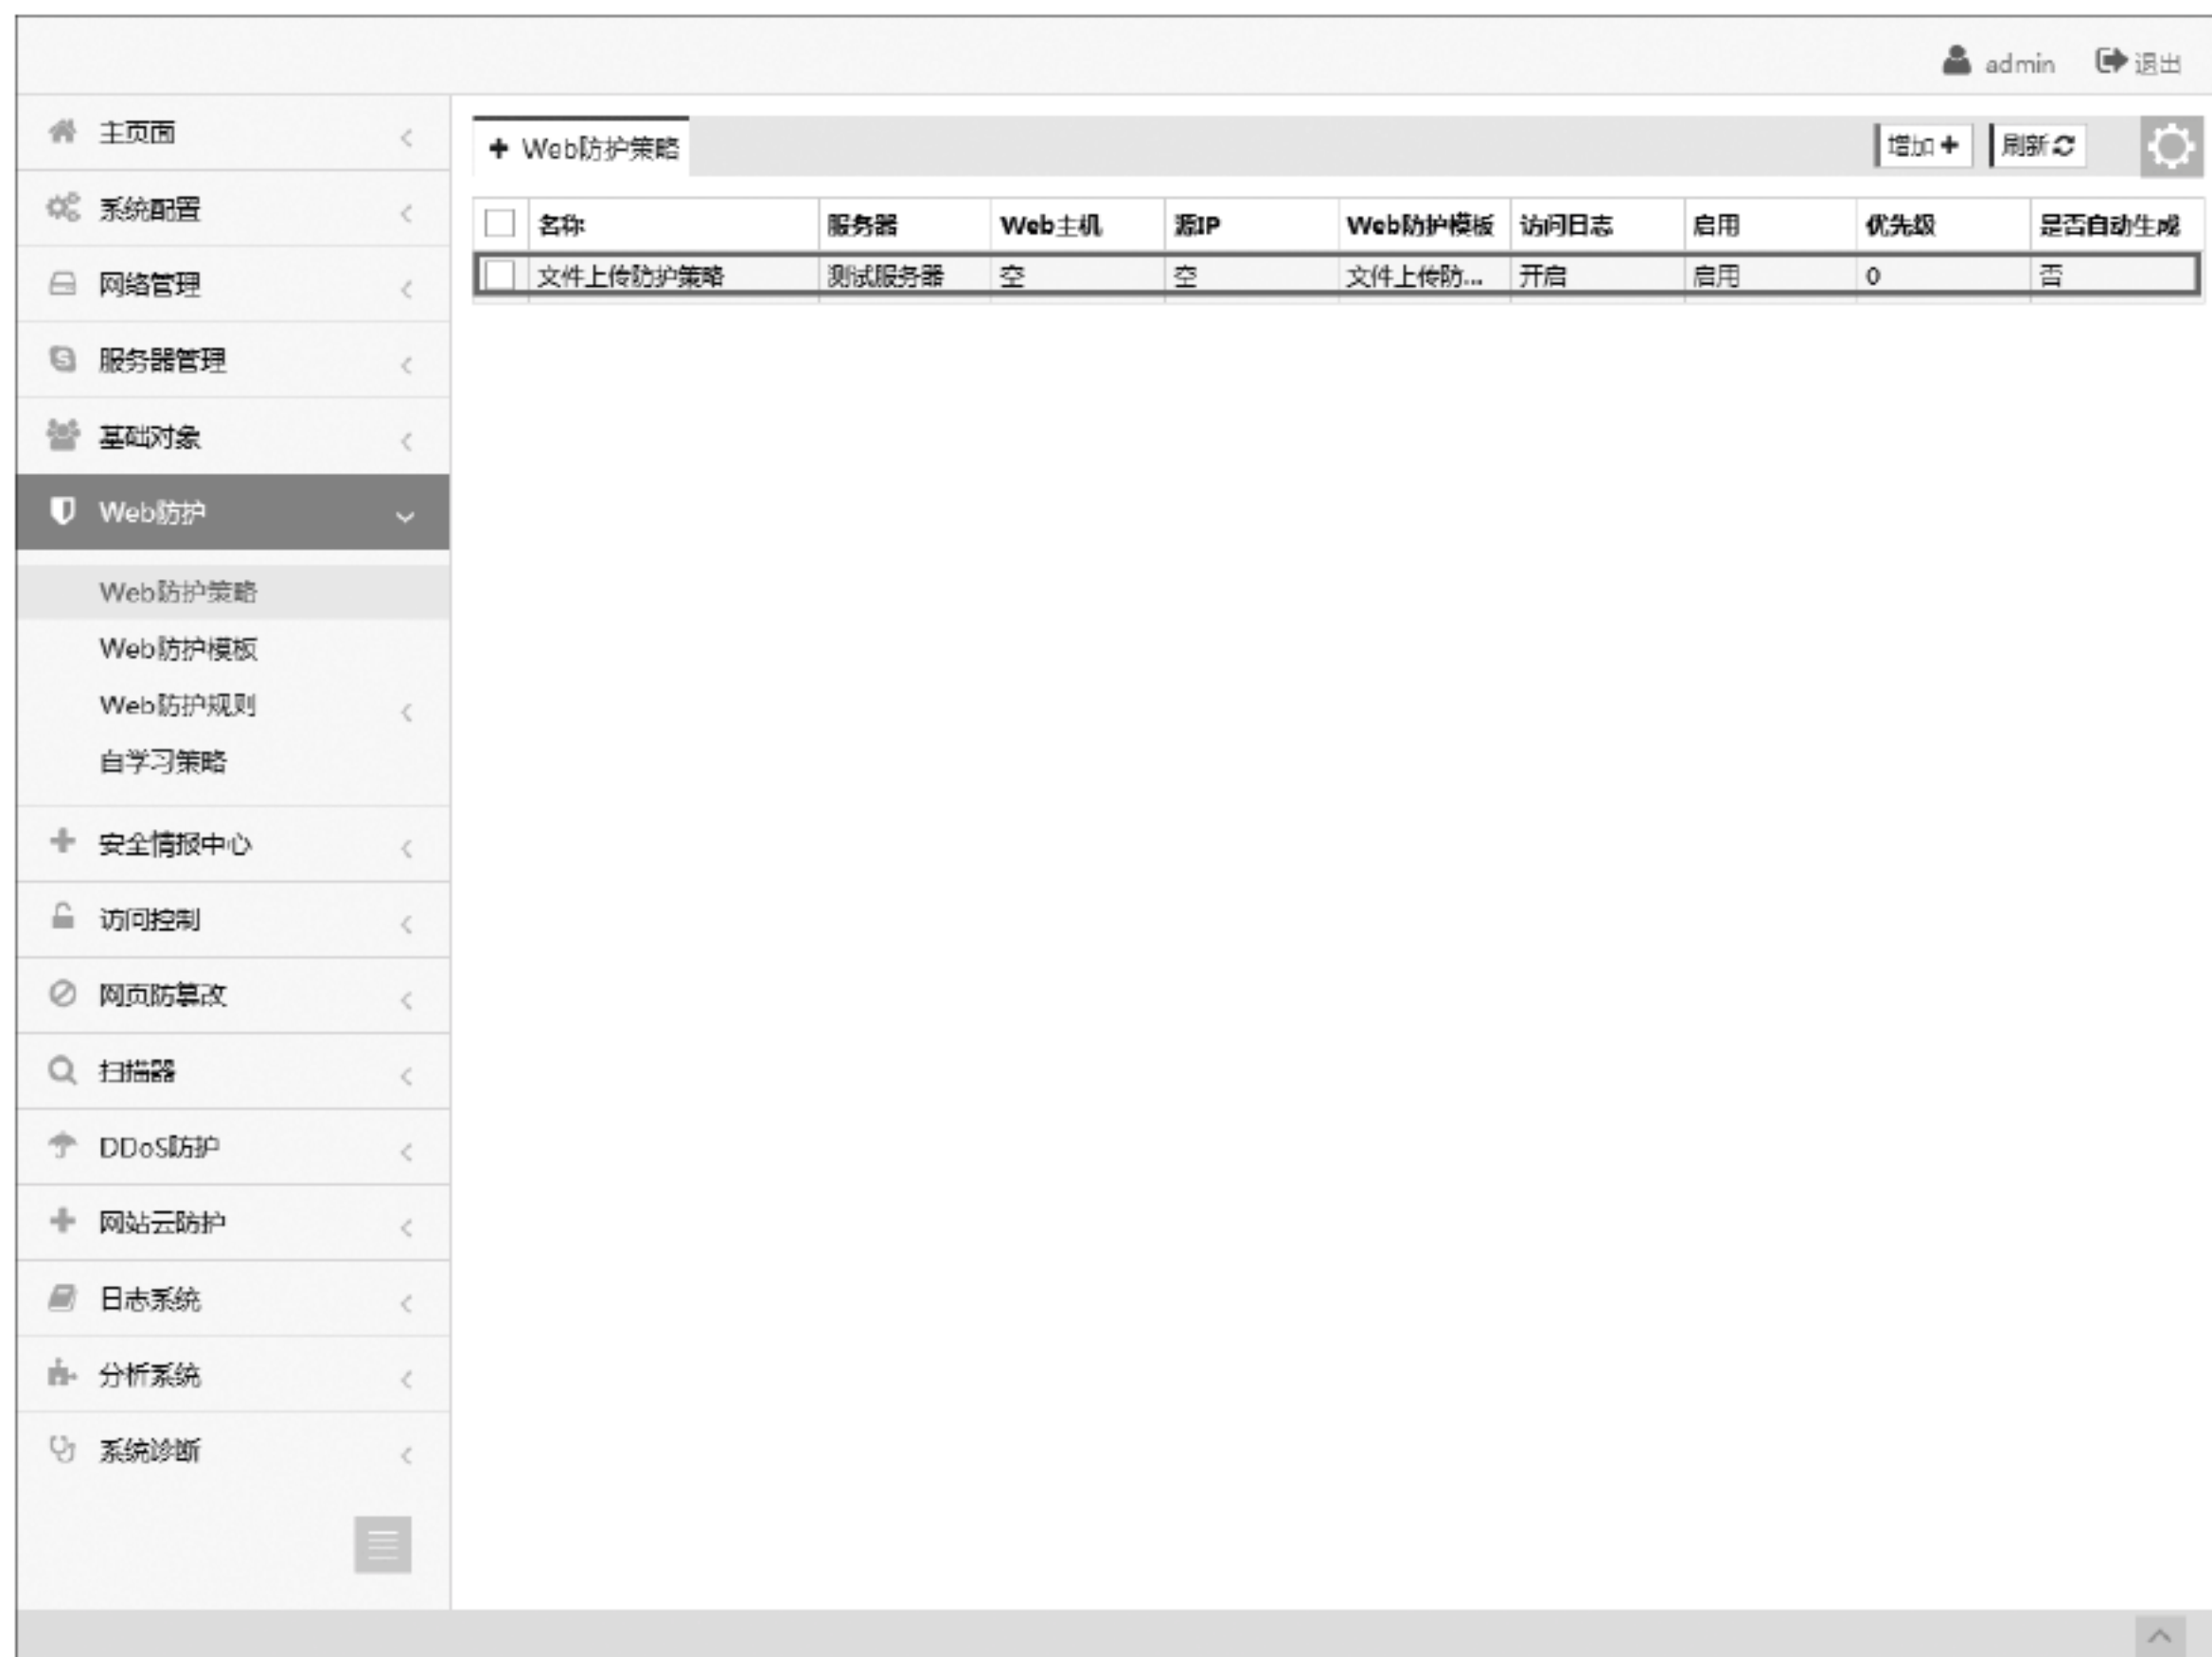 admin 退出
主页面
系统配置
网络管理
服务器管理
基础对象
Web防护
Web防护策略
Web防护模板
Web防护规则
自学习策略
安全情报中心
访问控制
网页防篡改
扫描器
DDoS防护
网站云防护
日志系统
分析系统
系统诊断
Web防护策略 增加 刷新
名称 服务器 Web主机 源IP Web防护模板 访问日志 启用 优先级 是否自动生成
文件上传防护策略 测试服务器 空 空 文件上传防... 开启 启用 0 否